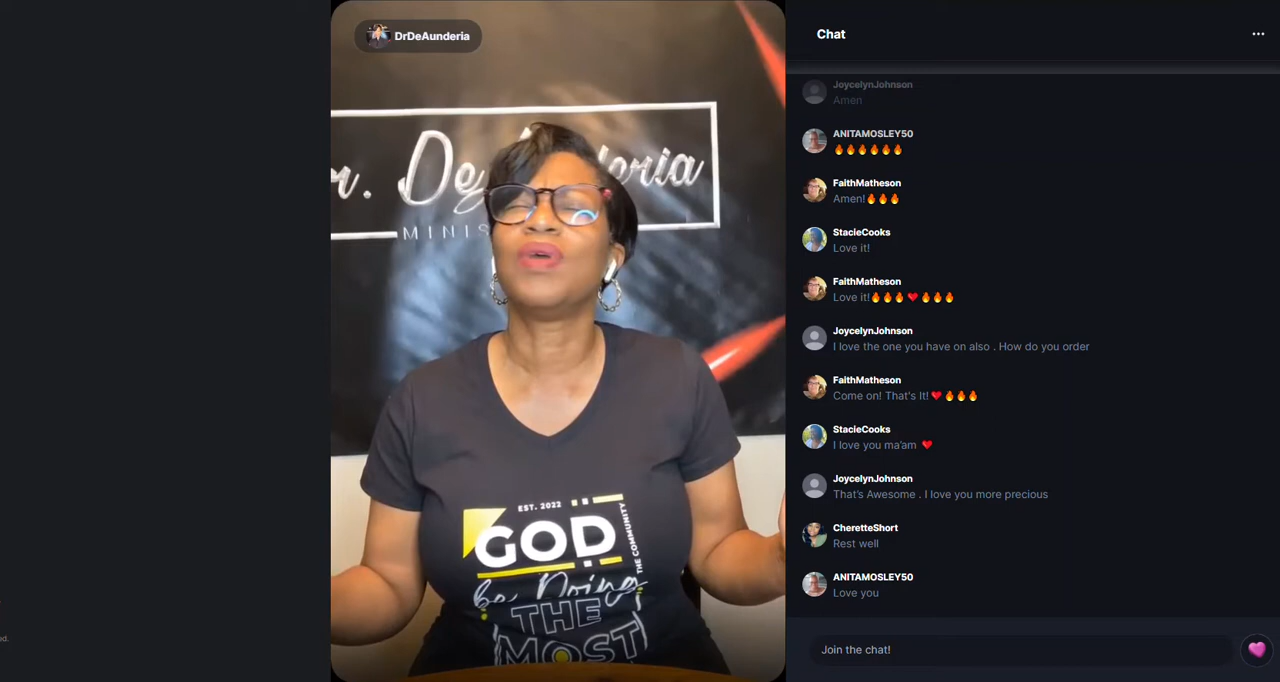 DrDeAunderia
EST. 2022
GOD
THE COMMUNITY
be Doing
THE
MOST
Chat
JoycelynJohnson
Amen
ANITAMOSLEY50
🔥🔥🔥🔥🔥🔥
FaithMatheson
Amen!🔥🔥🔥
StacieCooks
Love it!
FaithMatheson
Love it!🔥🔥🔥❤️🔥🔥🔥
JoycelynJohnson
I love the one you have on also . How do you order
FaithMatheson
Come on! That's It!❤️🔥🔥🔥
StacieCooks
I love you ma'am ❤️
JoycelynJohnson
That's Awesome . I love you more precious
CheretteShort
Rest well
ANITAMOSLEY50
Love you
Join the chat!